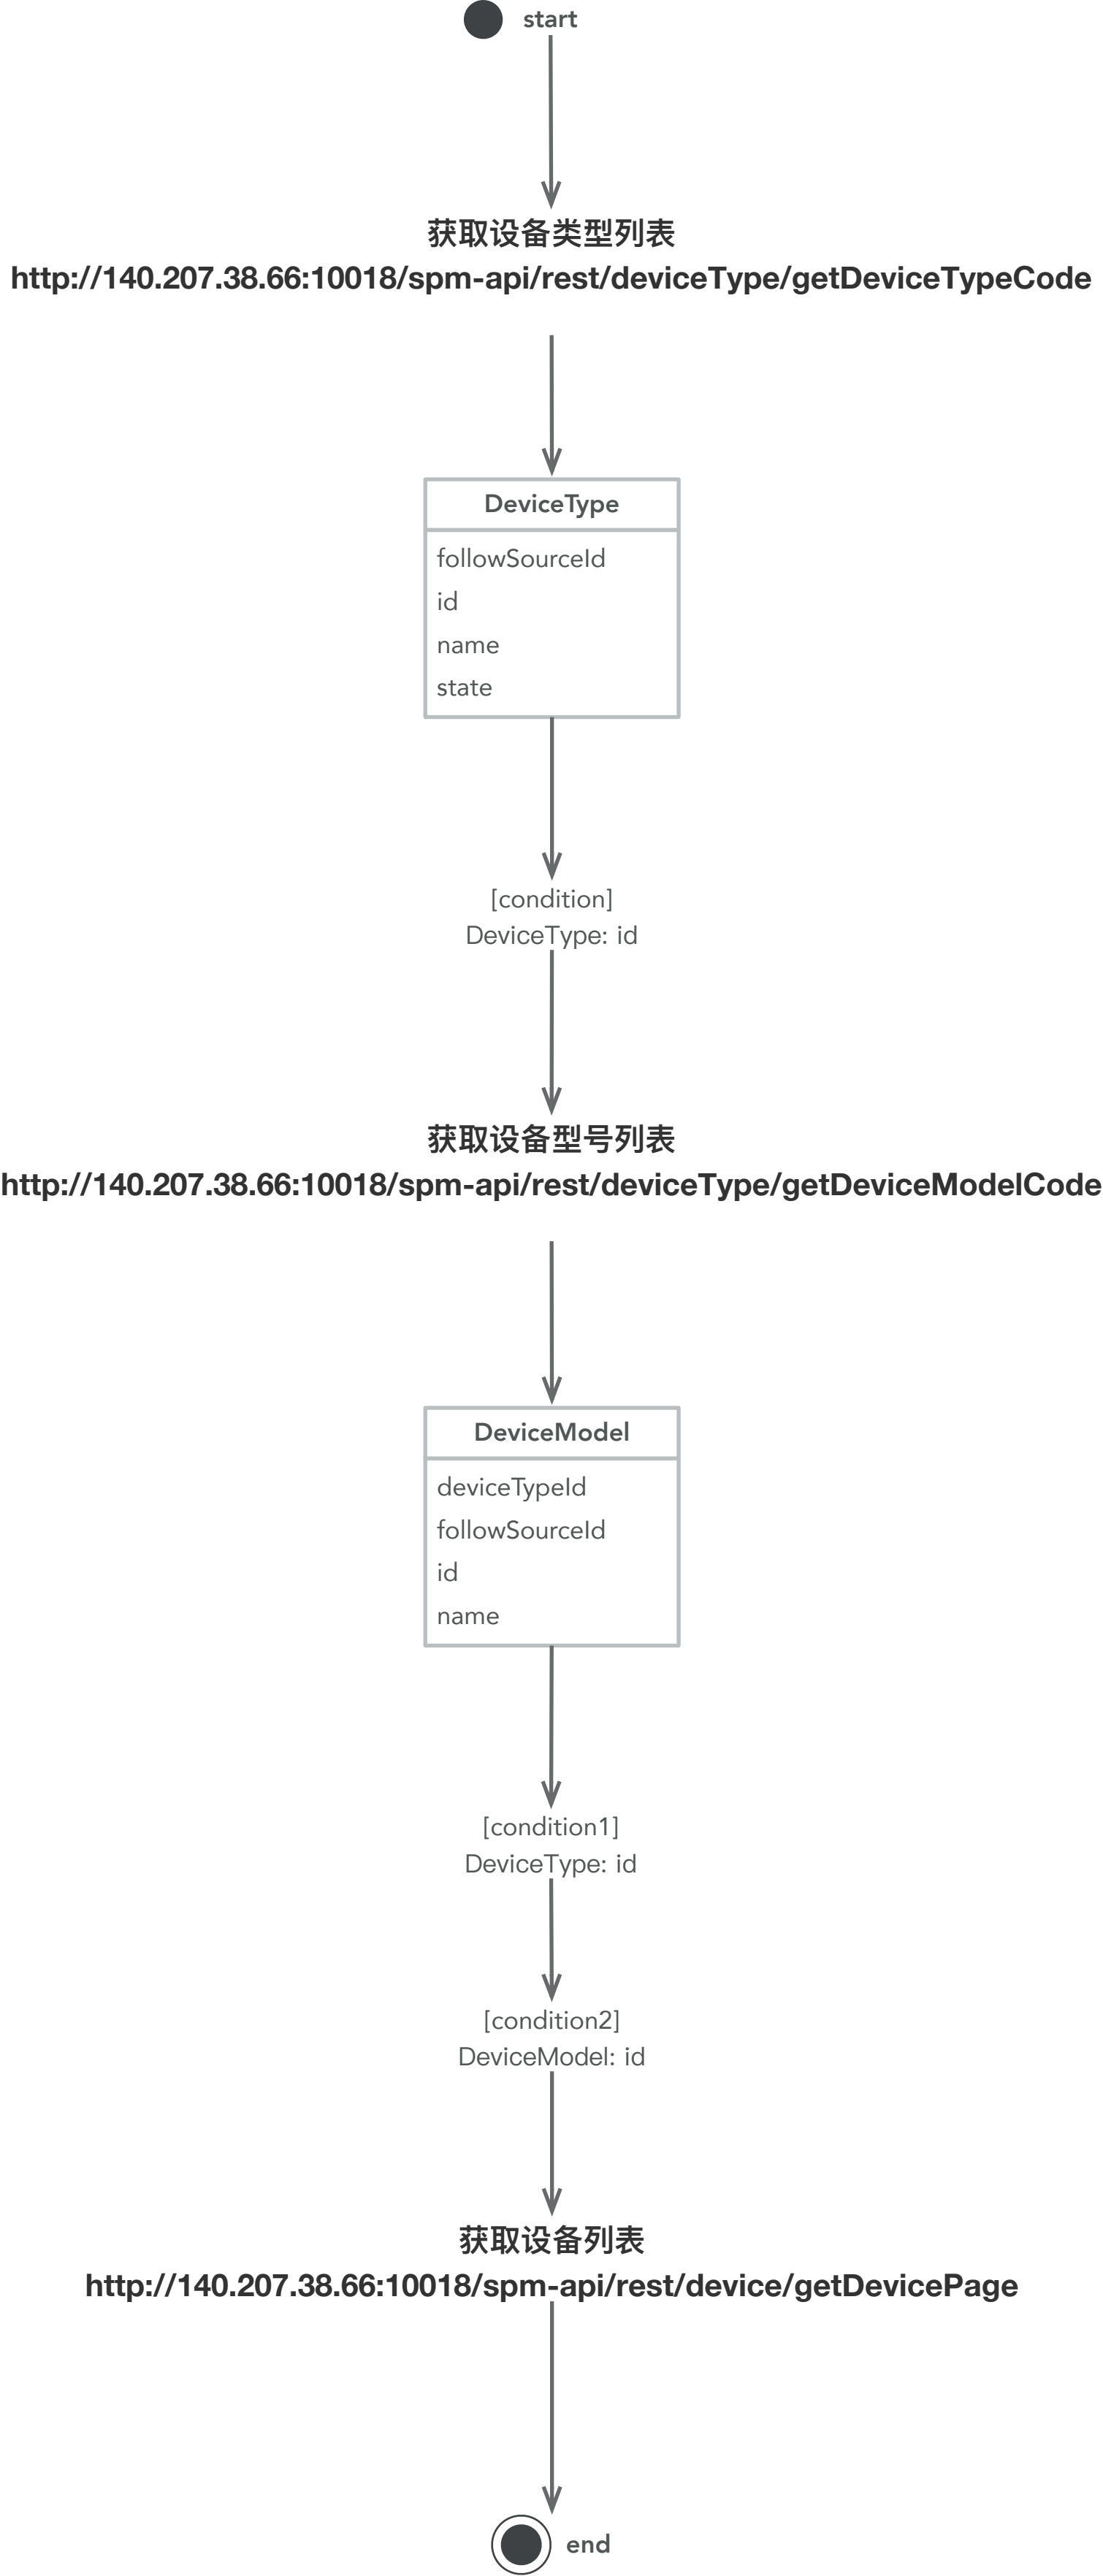 start
获取设备类型列表
http://140.207.38.66:10018/spm-api/rest/deviceType/getDeviceTypeCode
DeviceType
followSourceId
id
name
state
[condition]
DeviceType: id
获取设备型号列表
http://140.207.38.66:10018/spm-api/rest/deviceType/getDeviceModelCode
DeviceModel
deviceTypeId
followSourceId
id
name
[condition1]
DeviceType: id
[condition2]
DeviceModel: id
获取设备列表
http://140.207.38.66:10018/spm-api/rest/device/getDevicePage
end